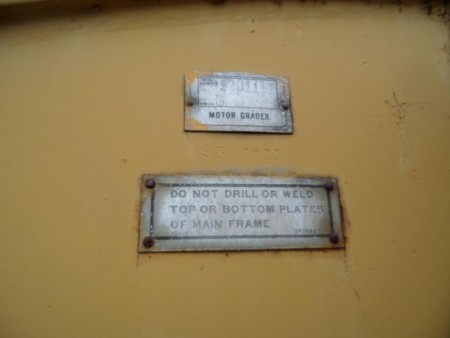 MOTOR GRADER
DO NOT DRILL OR WELD
TOP OR BOTTOM PLATES
OF MAIN FRAME